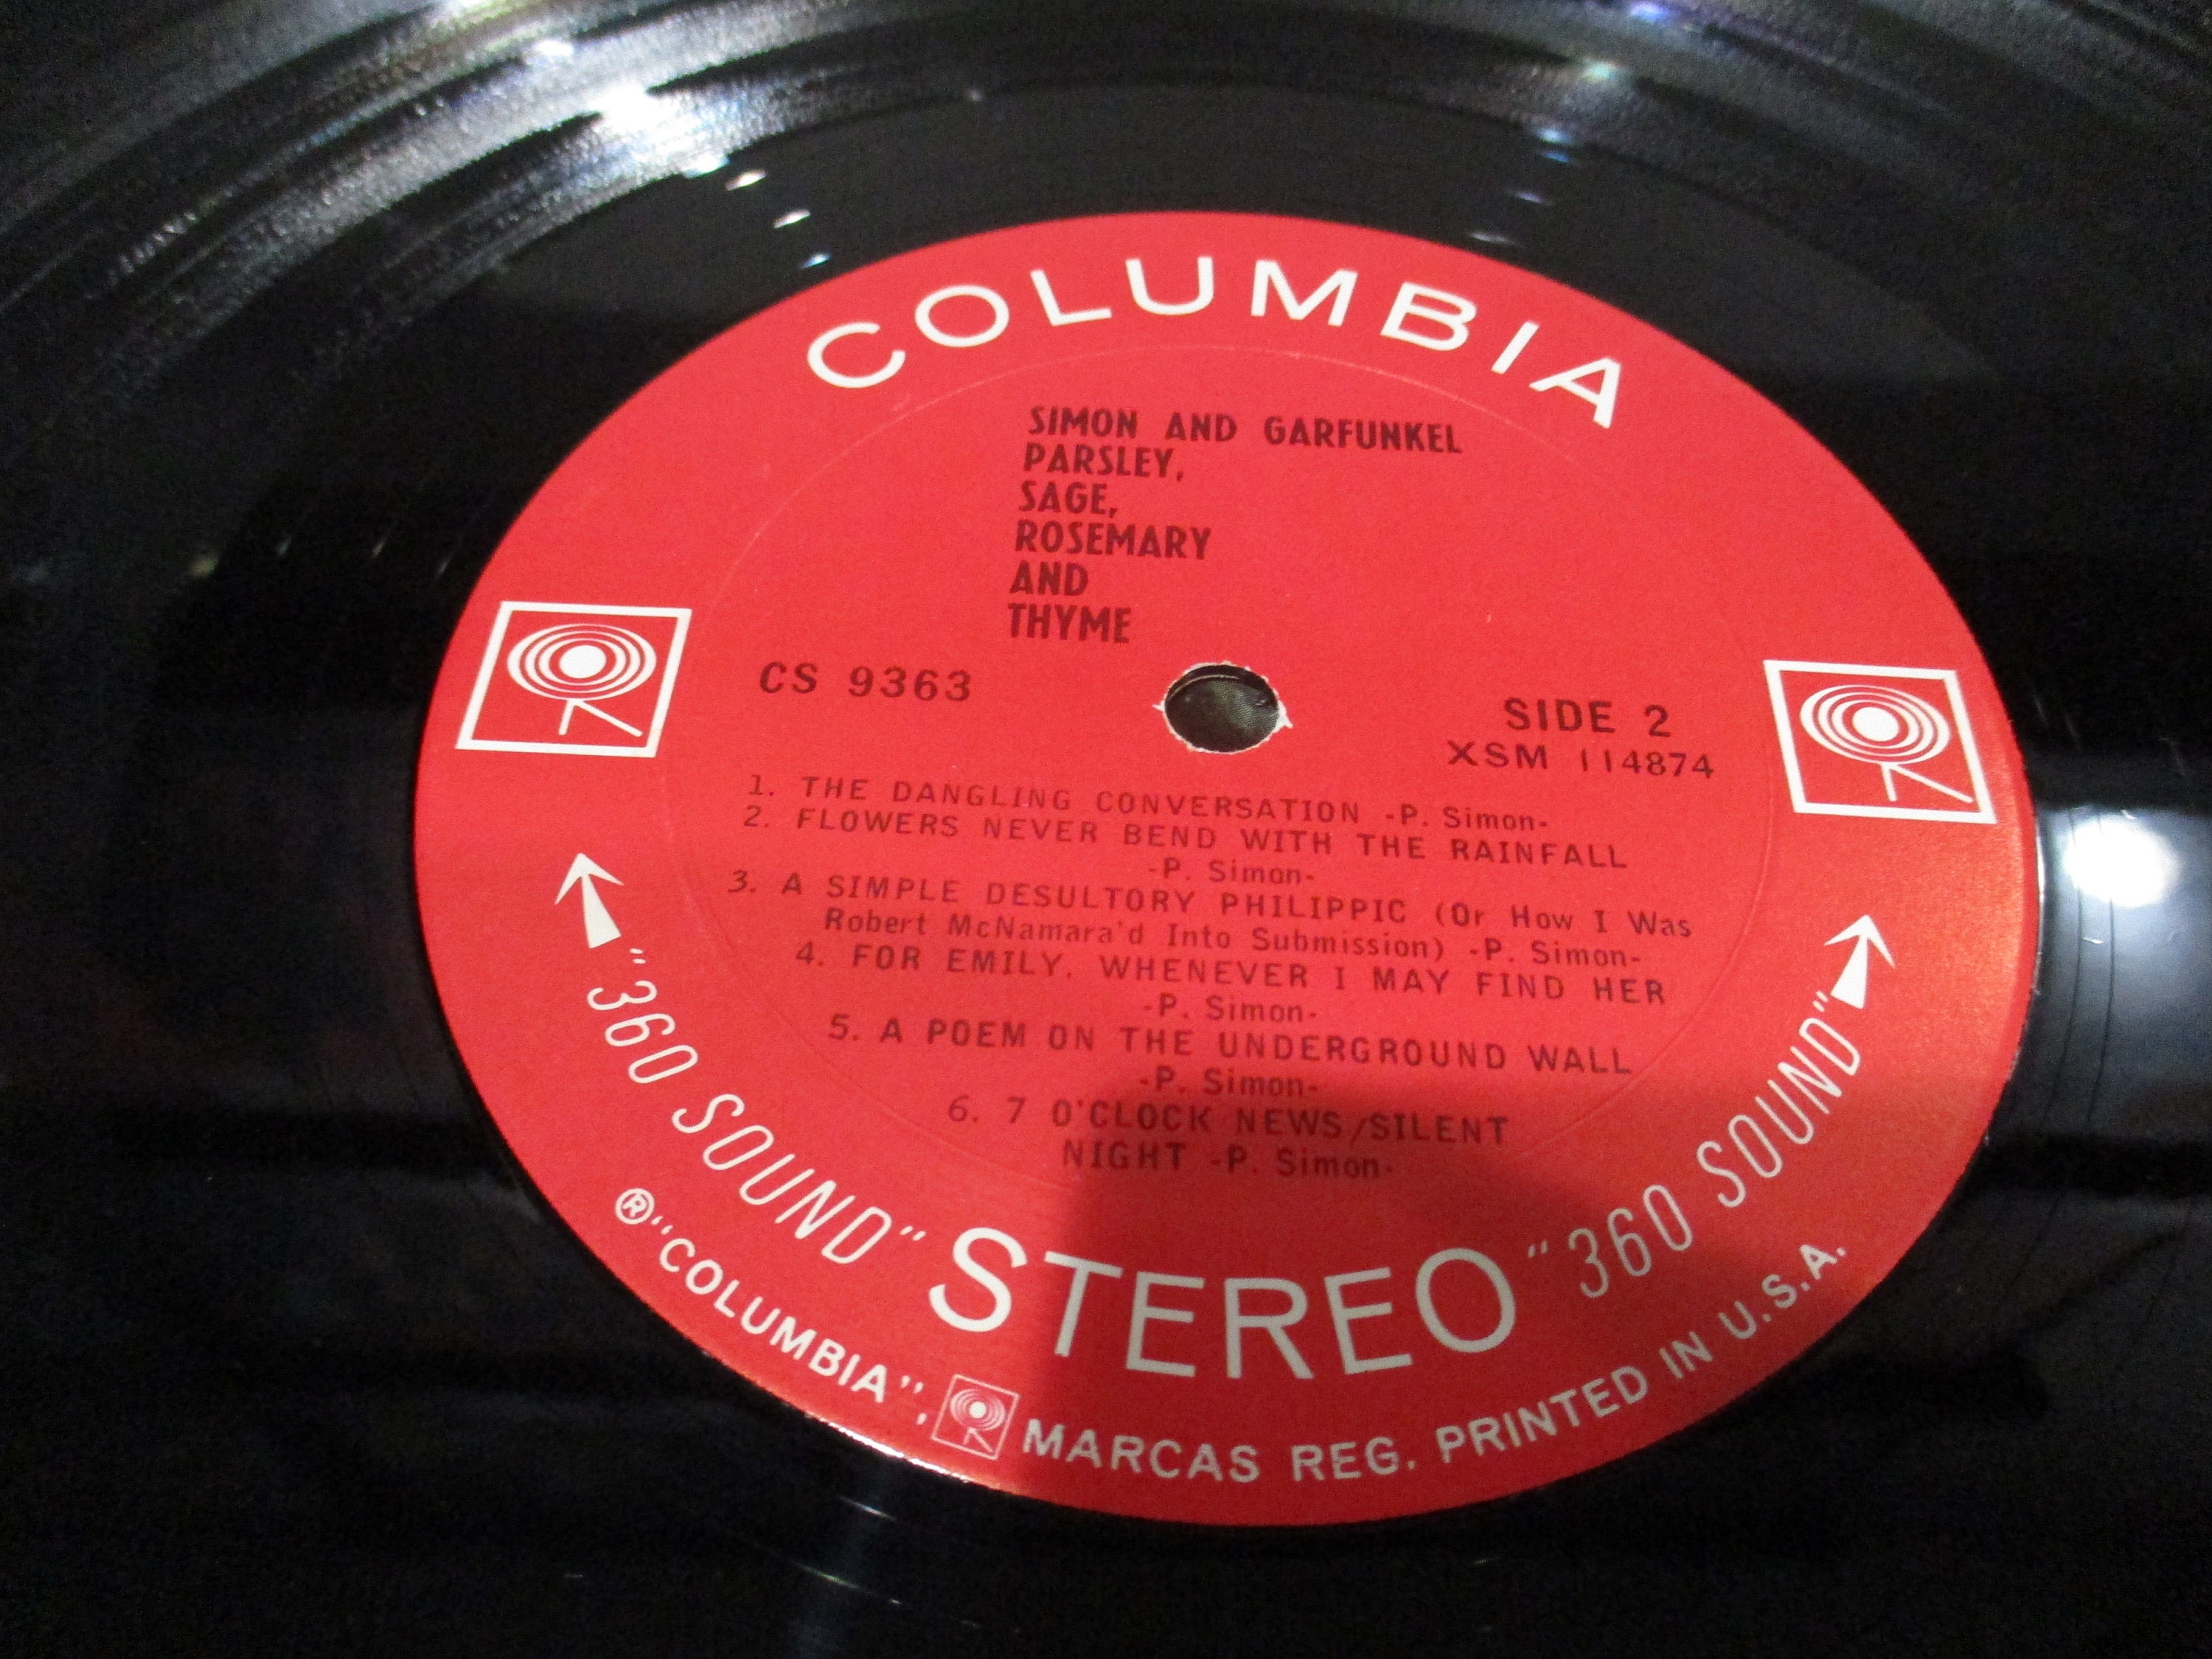 COLUMBIA
SIMON AND GARFUNKEL
PARSLEY,
SAGE,
ROSEMARY
AND
THYME
CS 9363
SIDE 2
XSM 114874
1. THE DANGLING CONVERSATION -P. Simon-
2. FLOWERS NEVER BEND WITH THE RAINFALL
-P. Simon-
3. A SIMPLE DESULTORY PHILIPPIC (Or How I Was
Robert McNamara'd Into Submission) -P. Simon-
4. FOR EMILY, WHENEVER I MAY FIND HER
-P. Simon-
5. A POEM ON THE UNDERGROUND WALL
-P. Simon-
6. 7 O'CLOCK NEWS/SILENT
NIGHT -P. Simon-
"360 SOUND" STEREO "360 SOUND"
®"COLUMBIA", MARCAS REG. PRINTED IN U.S.A.